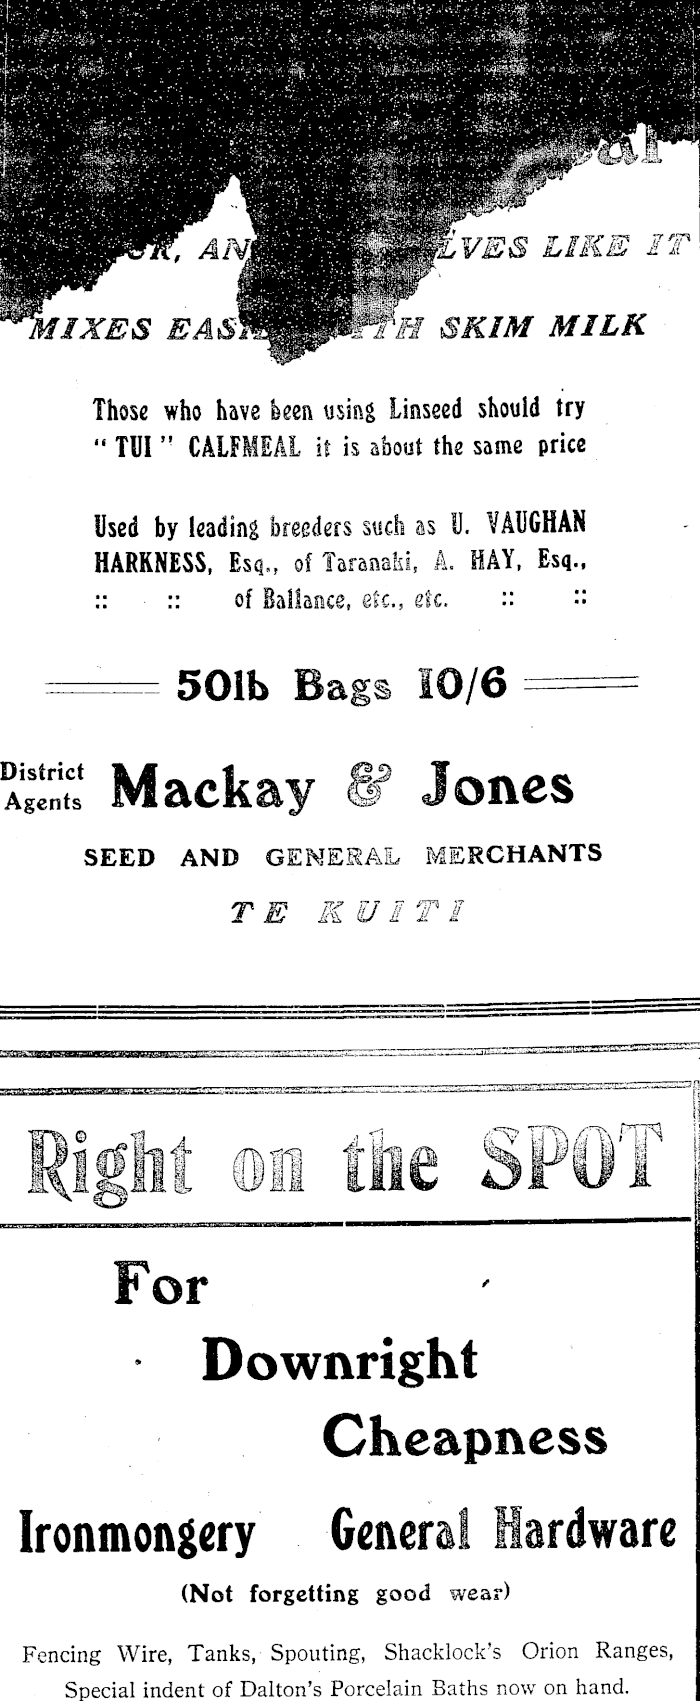 LIKE IT
MIXES SKIM MILK
Those who have been using Linseed should try
“ TUI ” CALFMEAL it is about the same price
Used by leading breeders such as U. VAUGHAN
HARKNESS, Esq., of Taranaki, A. HAY, Esq.,
:: :: of Ballance, etc., etc. :: ::
50lb Bags 10/6
District
Agents Mackay & Jones
SEED AND GENERAL MERCHANTS
TE KUITI
Right on the SPOT
For
Downright
Cheapness
Ironmongery General Hardware
(Not forgetting good wear)
Fencing Wire, Tanks, Spouting, Shacklock's Orion Ranges,
Special indent of Dalton's Porcelain Baths now on hand.